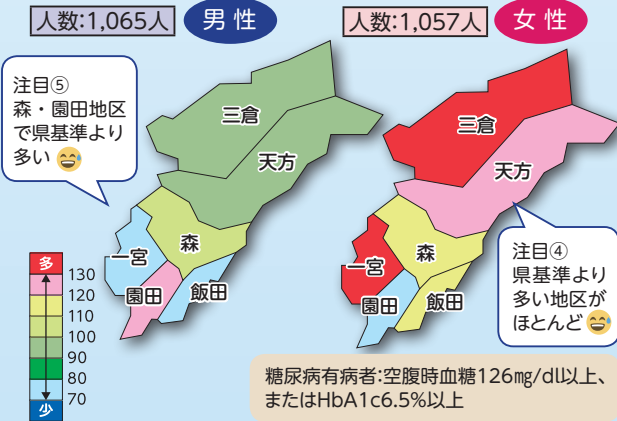 人数:1,065人
男性
人数:1,057人
女性
注目⑤
森・園田地区
で県基準より
多い
三倉
天方
一宮
森
園田
飯田
三倉
天方
一宮
森
園田
飯田
注目④
県基準より
多い地区が
ほとんど
多
130
120
110
100
90
80
70
少
糖尿病有病者:空腹時血糖126㎎/dl以上、
またはHbA1c6.5%以上